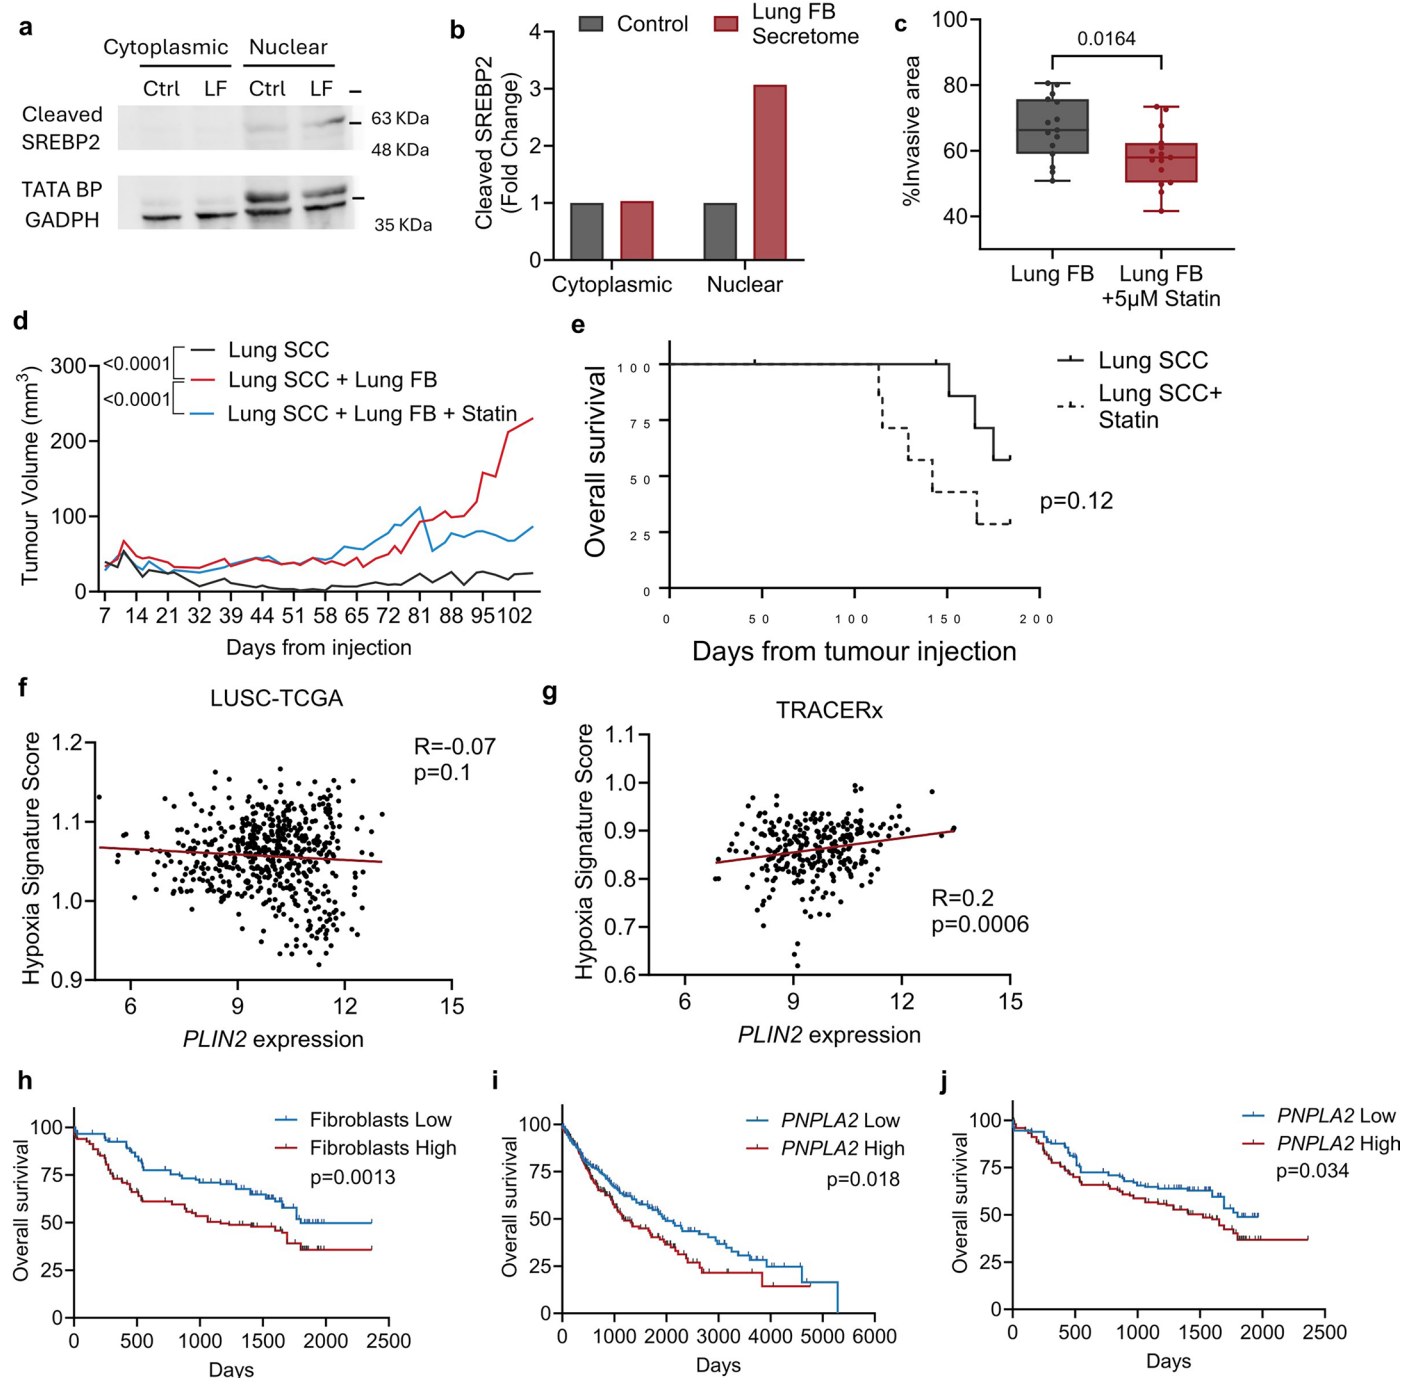 a
Cytoplasmic Nuclear
Ctrl LF Ctrl LF
Cleaved
SREBP2
63 KDa
48 KDa
TATA BP
GADPH
35 KDa
b
Control
Lung FB
Secretome
Cleaved SREBP2
(Fold Change)
4
3
2
1
0
Cytoplasmic Nuclear
c
%Invasive area
100
80
60
40
0.0164
Lung FB
Lung FB
+5µM Statin
d
<0.0001
<0.0001
Lung SCC
Lung SCC + Lung FB
Lung SCC + Lung FB + Statin
Tumour Volume (mm3)
300
200
100
0
7 14 21 32 39 44 51 58 65 72 81 88 95 102
Days from injection
e
Overall surivival
100
75
50
25
0
0 50 100 150 200
Days from tumour injection
Lung SCC
Lung SCC+
Statin
p=0.12
f
LUSC-TCGA
Hypoxia Signature Score
1.2
1.1
1.0
0.9
R=-0.07
p=0.1
6 9 12 15
PLIN2 expression
g
TRACERx
Hypoxia Signature Score
1.1
1.0
0.9
0.8
0.7
0.6
R=0.2
p=0.0006
6 9 12 15
PLIN2 expression
h
Overall survival
100
75
50
25
0
Fibroblasts Low
Fibroblasts High
p=0.0013
0 500 1000 1500 2000 2500
Days
i
Overall survival
100
75
50
25
0
PNPLA2 Low
PNPLA2 High
p=0.018
0 1000 2000 3000 4000 5000 6000
Days
j
Overall survival
100
75
50
25
0
PNPLA2 Low
PNPLA2 High
p=0.034
0 500 1000 1500 2000 2500
Days